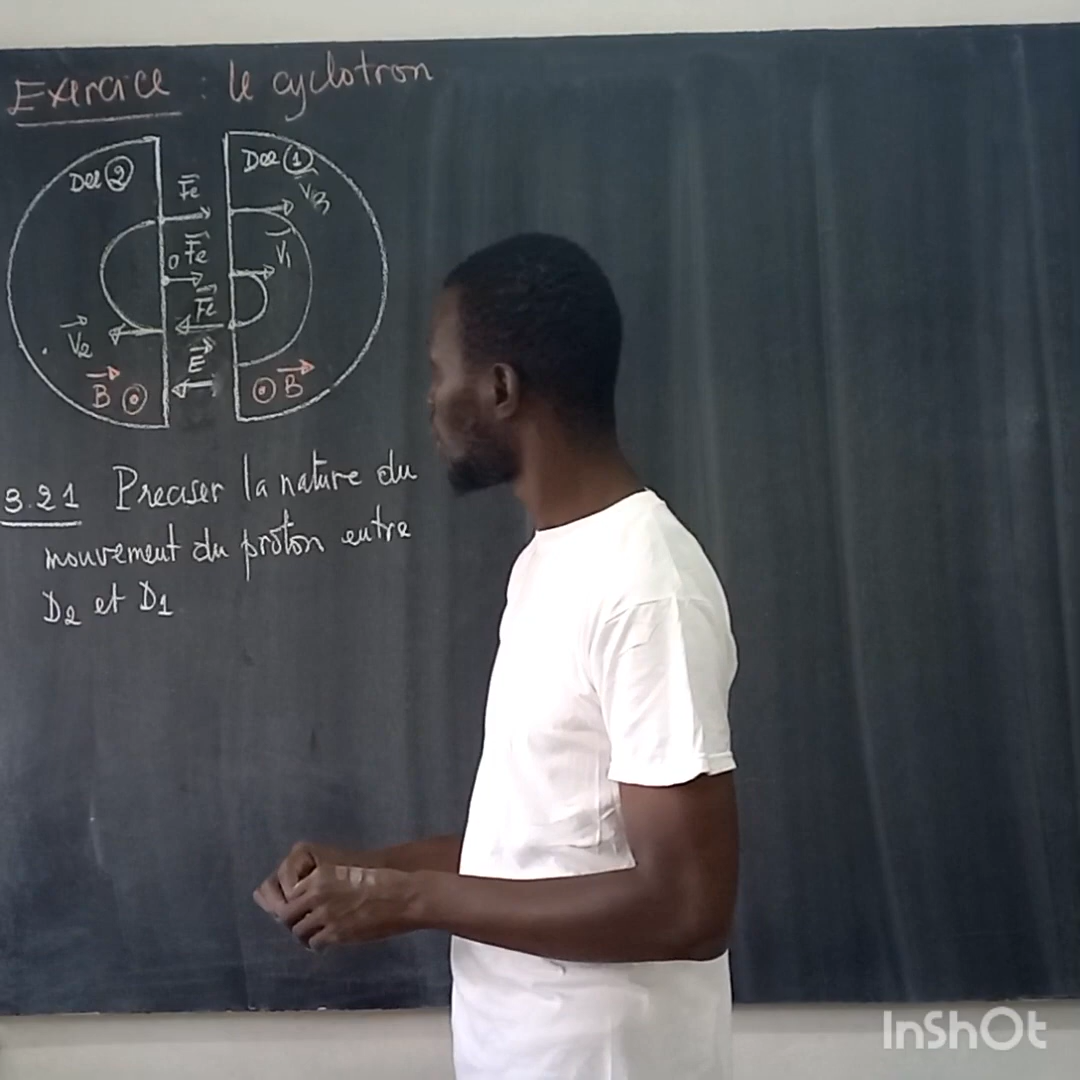 Exercice : le cyclotron
Dee 2
Dee 1
Fe
V3
O Fe
V1
Fe
V2
E
B
B
3.2.1 Preciser la nature du
mouvement du proton entre
D2 et D1
InShOt